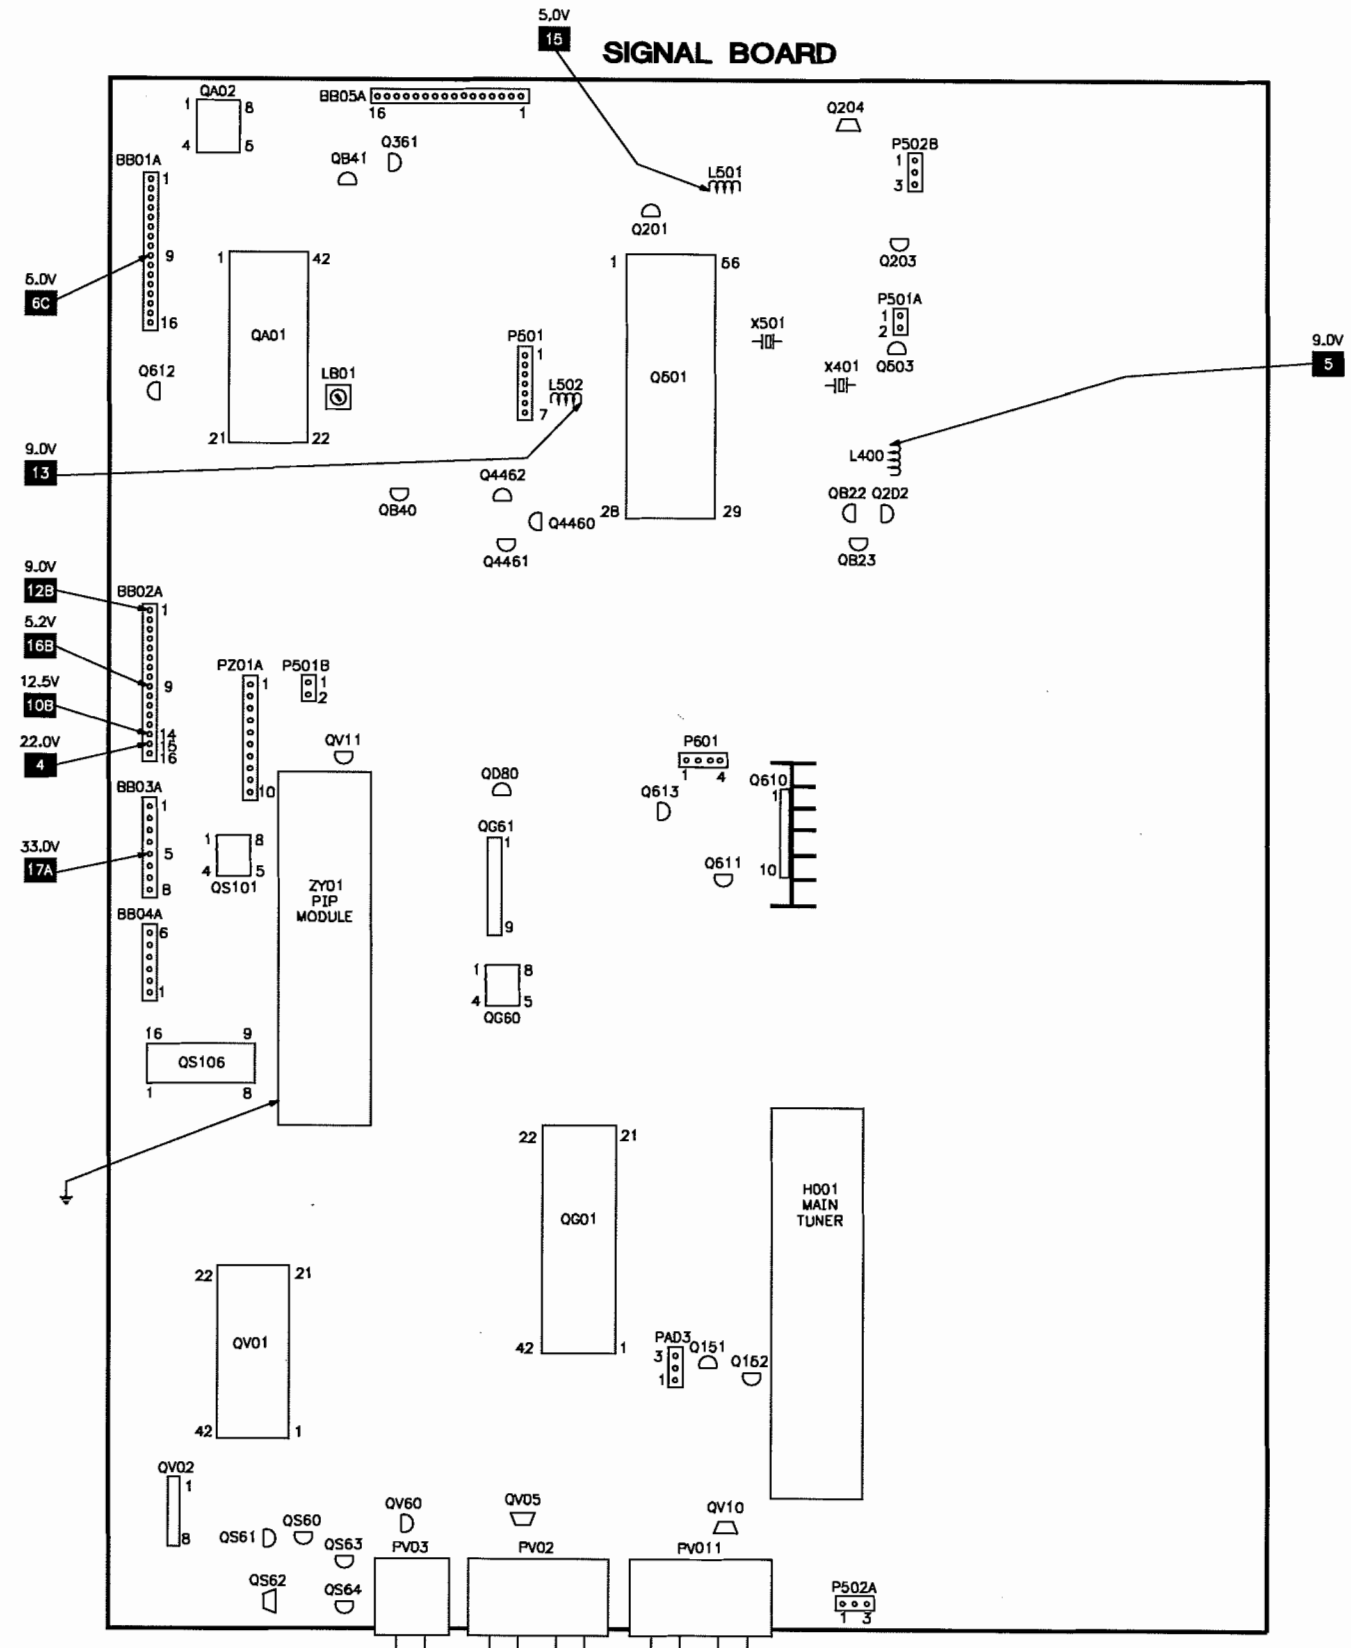 5.0V
15
SIGNAL BOARD
QA02
1 8
4 5
BB05A
16 1
Q361
QB41
BB01A
1
9
16
5.0V
6C
Q204
P502B
1
3
L501
Q201
Q203
1 42
QA01
21 22
1 56
Q501
28 29
P501A
1
2
Q503
X501
X401
9.0V
5
P501
1
7
L502
LB01
Q612
9.0V
13
L400
QB22 Q202
QB23
QB40
Q4462
Q4460
Q4461
9.0V
12B
5.2V
16B
12.5V
10B
22.0V
4
BB02A
1
9
14
15
16
PZ01A
1
10
P501B
1
2
QV11
P601
1 4
Q613
Q610
1
10
Q611
QD80
QG61
1
9
BB03A
1
5
8
33.0V
17A
1 8
4 5
QS101
ZY01
PIP
MODULE
BB04A
6
1
1 8
4 5
QG60
16 9
QS106
1 8
22 21
QG01
42 1
H001
MAIN
TUNER
22 21
QV01
42 1
PAD3
3
1
Q151
Q152
QV02
1
8
QS61
QS60
QS63
QS62
QS64
QV60
QV05
QV10
PV03
PV02
PV011
P502A
1 3